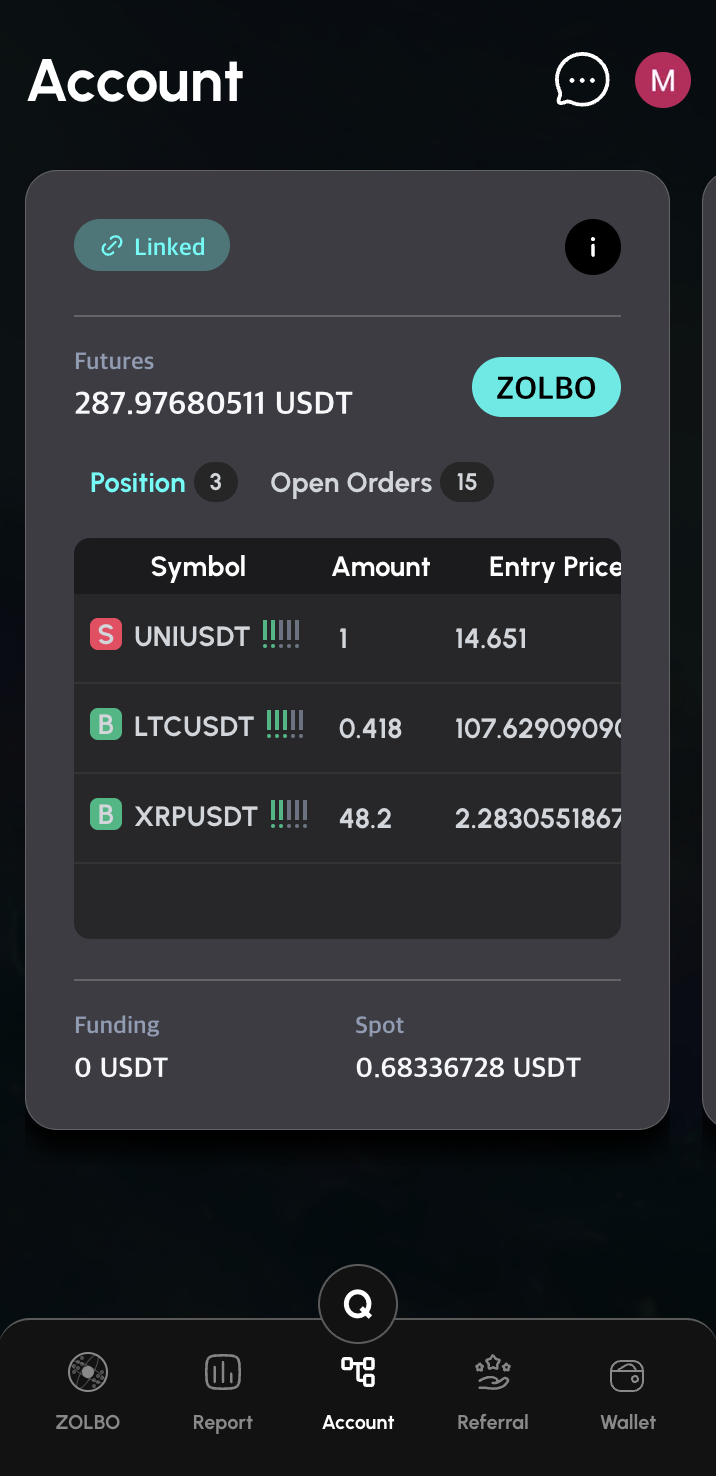 Account
M
Linked
i
Futures
287.97680511 USDT
ZOLBO
Position 3 Open Orders 15
Symbol Amount Entry Price
S UNIUSDT 1 14.651
B LTCUSDT 0.418 107.62909090
B XRPUSDT 48.2 2.2830551867
Funding Spot
0 USDT 0.68336728 USDT
Q
ZOLBO Report Account Referral Wallet